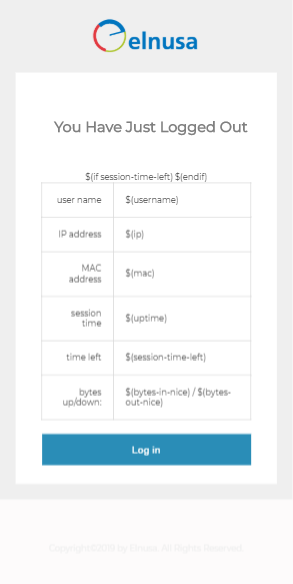 elnusa
You Have Just Logged Out
$(if session-time-left) $(endif)
user name $(username)
IP address $(ip)
MAC
address $(mac)
session
time $(uptime)
time left $(session-time-left)
bytes
up/down: $(bytes-in-nice) / $(bytes-
out-nice)
Log in
Copyright©2019 by Elnusa. All Rights Reserved